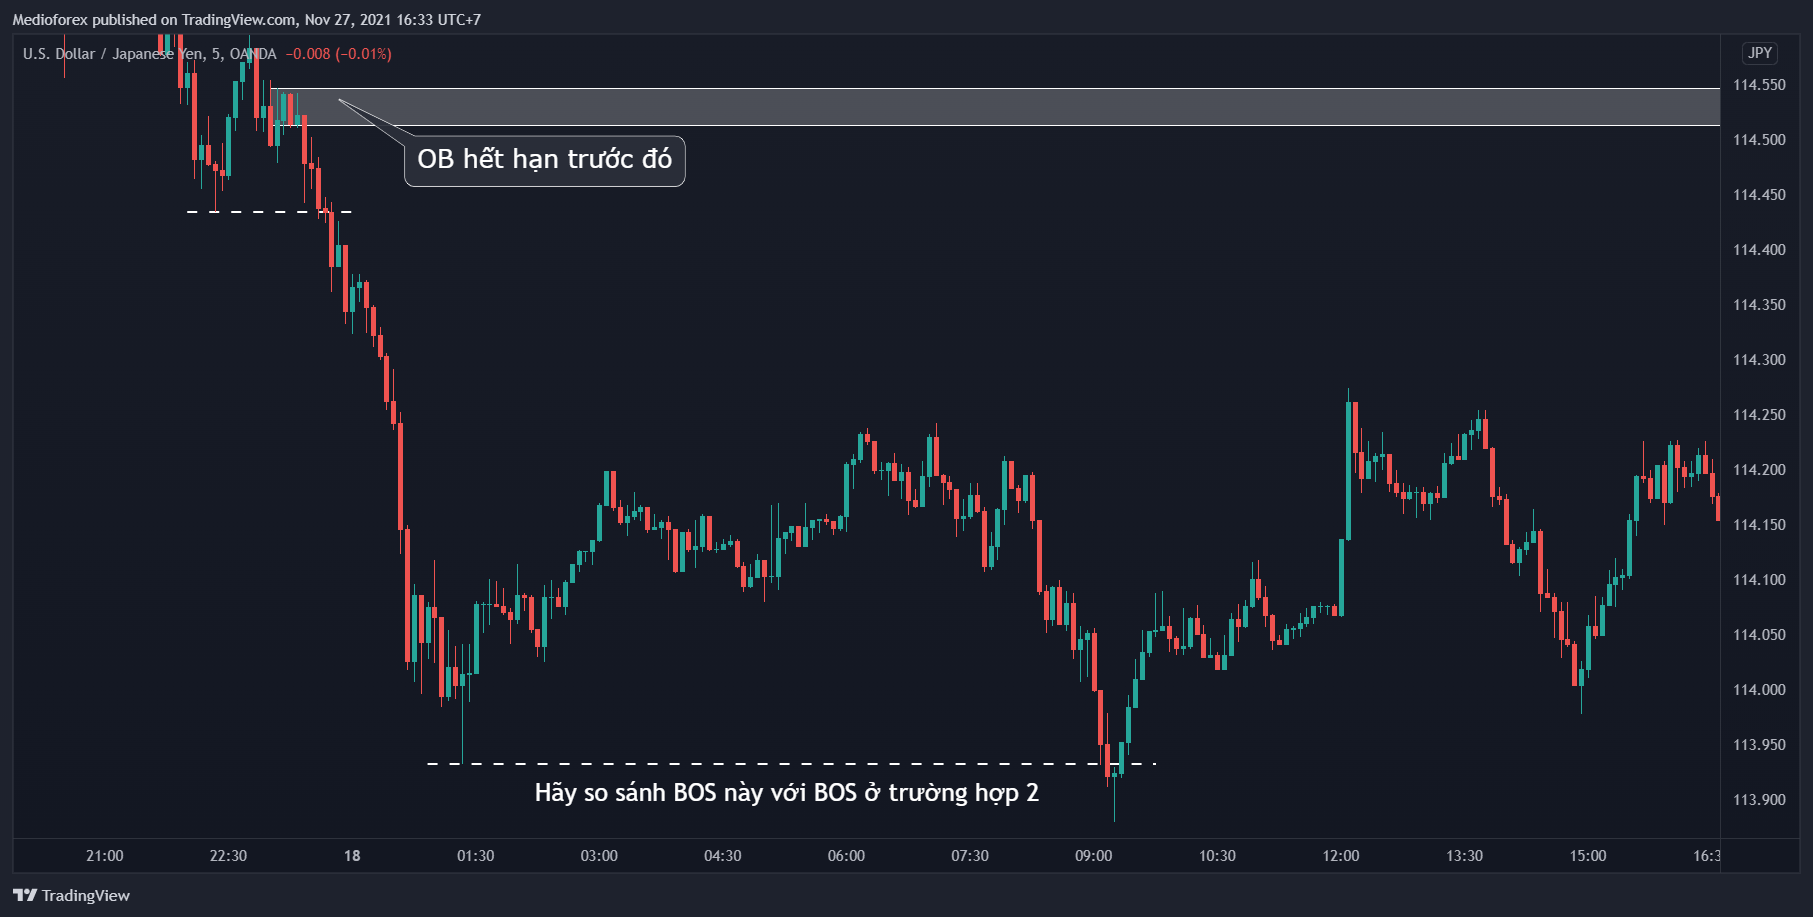 Medioforex published on TradingView.com, Nov 27, 2021 16:33 UTC+7
U.S. Dollar / Japanese Yen, 5, OANDA −0.008 (−0.01%)
JPY
114.550
OB hết hạn trước đó
114.500
114.450
114.400
114.350
114.300
114.250
114.200
114.150
114.100
114.050
114.000
113.950
Hãy so sánh BOS này với BOS ở trường hợp 2
113.900
21:00 22:30 18 01:30 03:00 04:30 06:00 07:30 09:00 10:30 12:00 13:30 15:00 16:3
TradingView